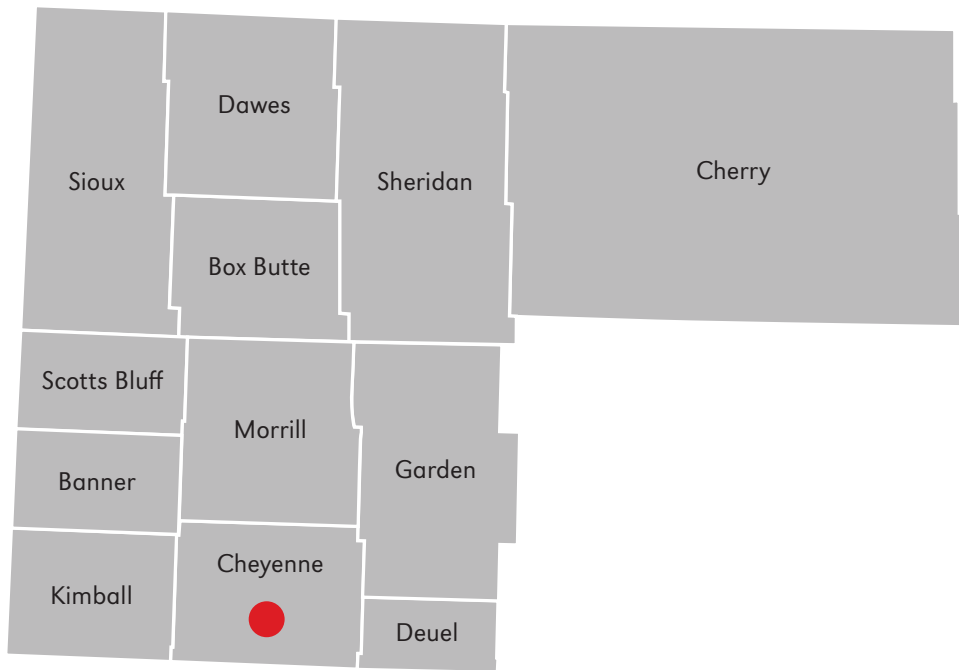 Dawes
Sioux
Sheridan
Cherry
Box Butte
Scotts Bluff
Morrill
Garden
Banner
Cheyenne
Kimball
Deuel